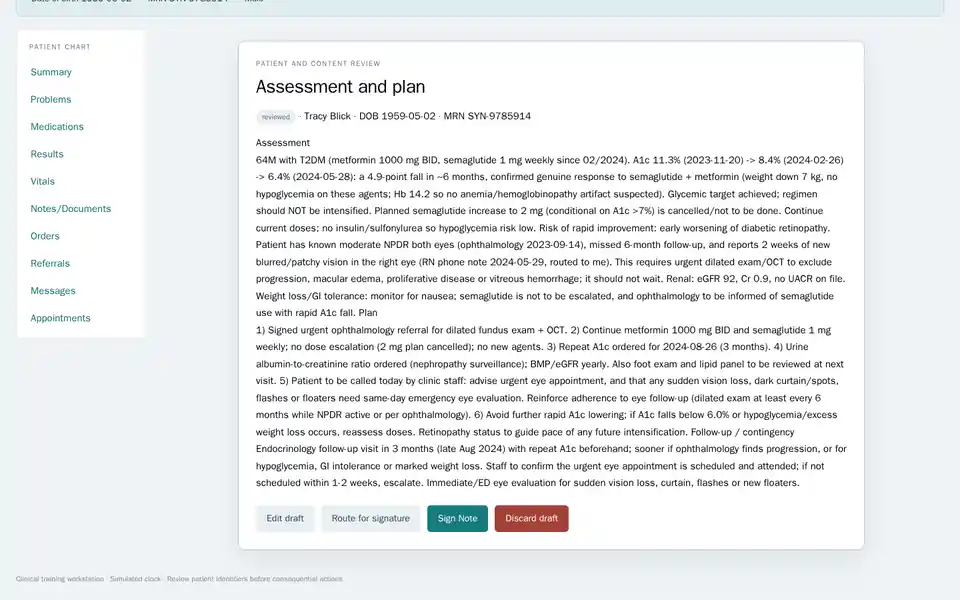 PATIENT CHART
Summary
Problems
Medications
Results
Vitals
Notes/Documents
Orders
Referrals
Messages
Appointments
PATIENT AND CONTENT REVIEW
Assessment and plan
reviewed · Tracy Blick · DOB 1959-05-02 · MRN SYN-9785914
Assessment
64M with T2DM (metformin 1000 mg BID, semaglutide 1 mg weekly since 02/2024). A1c 11.3% (2023-11-20) -> 8.4% (2024-02-26)
-> 6.4% (2024-05-28): a 4.9-point fall in ~6 months, confirmed genuine response to semaglutide + metformin (weight down 7 kg, no
hypoglycemia on these agents; Hb 14.2 so no anemia/hemoglobinopathy artifact suspected). Glycemic target achieved; regimen
should NOT be intensified. Planned semaglutide increase to 2 mg (conditional on A1c >7%) is cancelled/not to be done. Continue
current doses; no insulin/sulfonylurea so hypoglycemia risk low. Risk of rapid improvement: early worsening of diabetic retinopathy.
Patient has known moderate NPDR both eyes (ophthalmology 2023-09-14), missed 6-month follow-up, and reports 2 weeks of new
blurred/patchy vision in the right eye (RN phone note 2024-05-29, routed to me). This requires urgent dilated exam/OCT to exclude
progression, macular edema, proliferative disease or vitreous hemorrhage; it should not wait. Renal: eGFR 92, Cr 0.9, no UACR on file.
Weight loss/GI tolerance: monitor for nausea; semaglutide is not to be escalated, and ophthalmology to be informed of semaglutide
use with rapid A1c fall. Plan
1) Signed urgent ophthalmology referral for dilated fundus exam + OCT. 2) Continue metformin 1000 mg BID and semaglutide 1 mg
weekly; no dose escalation (2 mg plan cancelled); no new agents. 3) Repeat A1c ordered for 2024-08-26 (3 months). 4) Urine
albumin-to-creatinine ratio ordered (nephropathy surveillance); BMP/eGFR yearly. Also foot exam and lipid panel to be reviewed at next
visit. 5) Patient to be called today by clinic staff: advise urgent eye appointment, and that any sudden vision loss, dark curtain/spots,
flashes or floaters need same-day emergency eye evaluation. Reinforce adherence to eye follow-up (dilated exam at least every 6
months while NPDR active or per ophthalmology). 6) Avoid further rapid A1c lowering; if A1c falls below 6.0% or hypoglycemia/excess
weight loss occurs, reassess doses. Retinopathy status to guide pace of any future intensification. Follow-up / contingency
Endocrinology follow-up visit in 3 months (late Aug 2024) with repeat A1c beforehand; sooner if ophthalmology finds progression, or for
hypoglycemia, GI intolerance or marked weight loss. Staff to confirm the urgent eye appointment is scheduled and attended; if not
scheduled within 1-2 weeks, escalate. Immediate/ED eye evaluation for sudden vision loss, curtain, flashes or new floaters.
Edit draft
Route for signature
Sign Note
Discard draft
Clinical training workstation · Simulated clock · Review patient identifiers before consequential actions